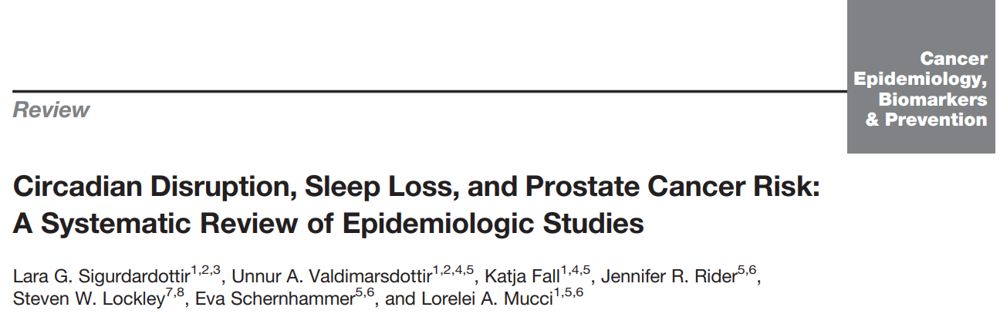 Cancer
Epidemiology,
Biomarkers
& Prevention
Review
Circadian Disruption, Sleep Loss, and Prostate Cancer Risk:
A Systematic Review of Epidemiologic Studies
Lara G. Sigurdardottir1,2,3, Unnur A. Valdimarsdottir1,2,4,5, Katja Fall1,4,5, Jennifer R. Rider5,6,
Steven W. Lockley7,8, Eva Schernhammer5,6, and Lorelei A. Mucci1,5,6